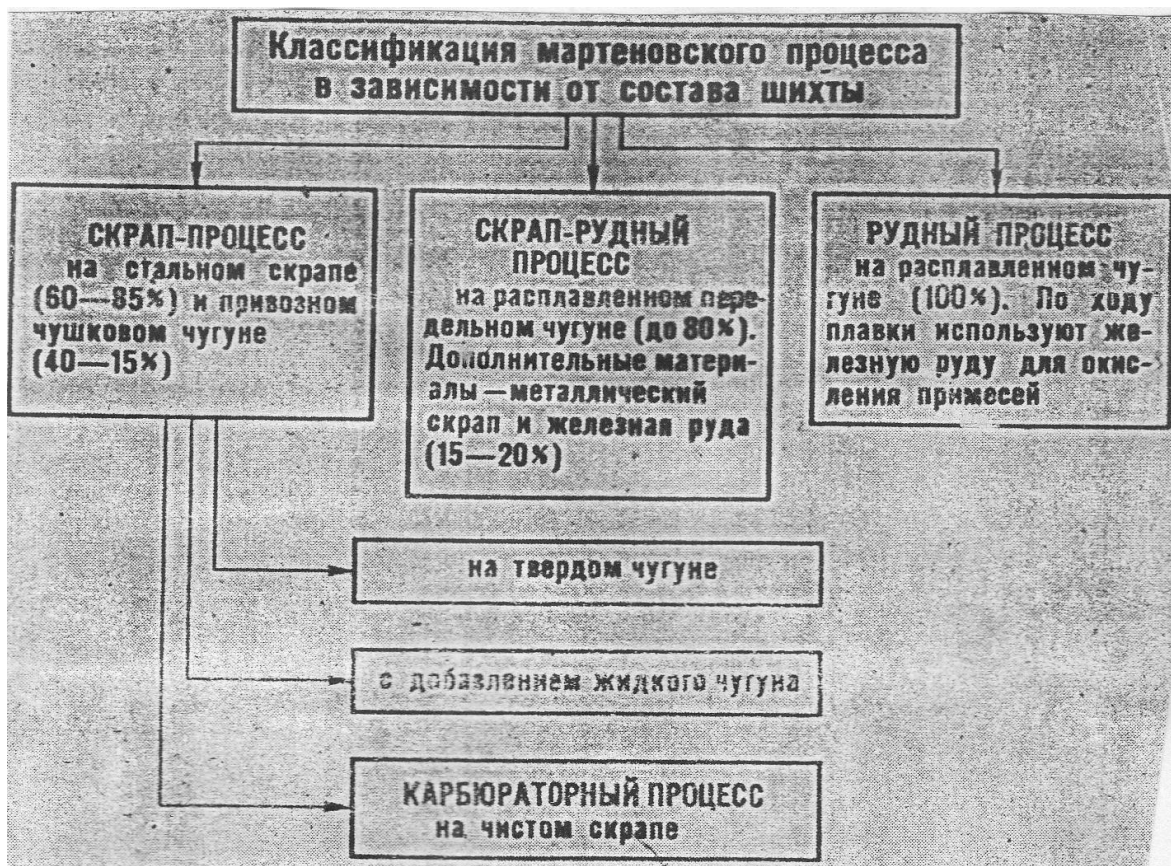 Классификация мартеновского процесса
в зависимости от состава шихты
СКРАП-ПРОЦЕСС
на стальном скрапе
(60—85%) и привозном
чушковом чугуне
(40—15%)
СКРАП-РУДНЫЙ
ПРОЦЕСС
на расплавленном пере-
дельном чугуне (до 80%).
Дополнительные матери-
алы — металлический
скрап и железная руда
(15—20%)
РУДНЫЙ ПРОЦЕСС
на расплавленном чу-
гуне (100%). По ходу
плавки используют же-
лезную руду для окис-
ления примесей
на твердом чугуне
с добавлением жидкого чугуна
КАРБЮРАТОРНЫЙ ПРОЦЕСС
на чистом скрапе